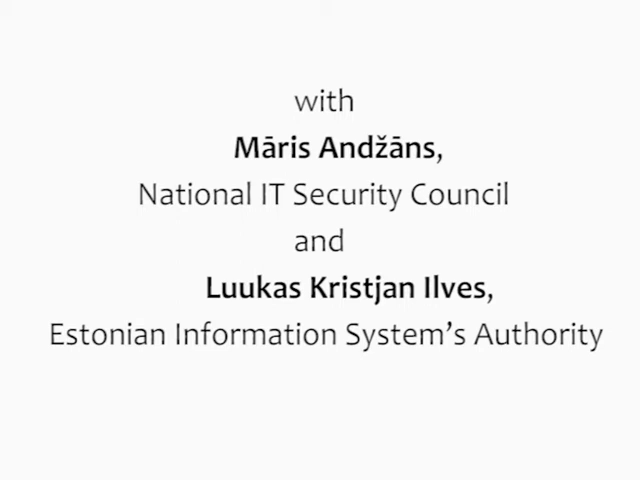 with
Māris Andžāns,
National IT Security Council
and
Luukas Kristjan Ilves,
Estonian Information System’s Authority